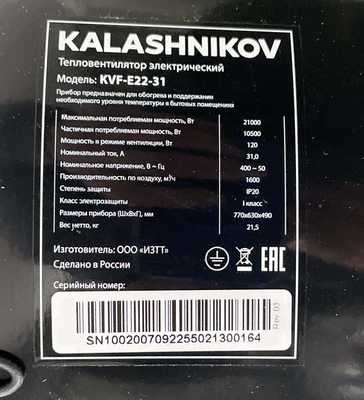 KALASHNIKOV
Тепловентилятор электрический
Модель: KVF-E22-31
Прибор предназначен для обогрева и поддержания
необходимого уровня температуры в бытовых помещениях
Максимальная потребляемая мощность, Вт 21000
Частичная потребляемая мощность, Вт 10500
Мощность в режиме вентиляции, Вт 120
Номинальный ток, А 31,0
Номинальное напряжение, В ~ Гц 400 ~ 50
Производительность по воздуху, м³/ч 1600
Степень защиты IP20
Класс электрозащиты I класс
Размеры прибора (ШхВхГ), мм 770х630х490
Вес нетто, кг 21,5
Изготовитель: ООО «ИЗТТ»
Сделано в России
EAC
Серийный номер:
SN1002007092255021300164
Rev 03